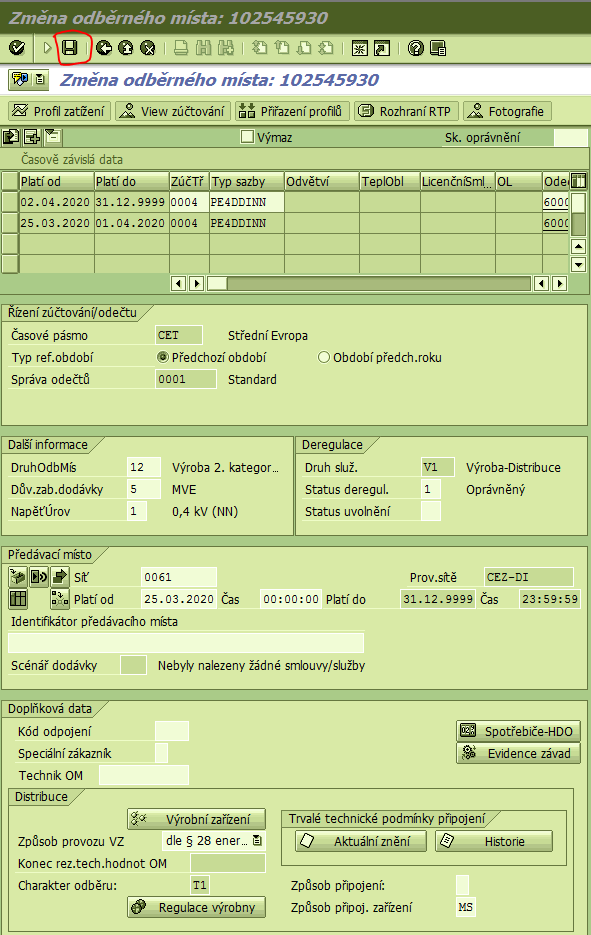 Změna odběrného místa: 102545930
Změna odběrného místa: 102545930
Profil zatížení View zúčtování Přiřazení profilů Rozhraní RTP Fotografie
Výmaz Sk. oprávnění
Časově závislá data
Platí od Platí do ZúčTř Typ sazby Odvětví TeplObl LicenčníSml... OL Odec
02.04.2020 31.12.9999 0004 PE4DDINN 6000
25.03.2020 01.04.2020 0004 PE4DDINN 6000
Řízení zúčtování/odečtu
Časové pásmo CET Střední Evropa
Typ ref.období Předchozí období Období předch.roku
Správa odečtů 0001 Standard
Další informace Deregulace
DruhOdbMís 12 Výroba 2. kategor... Druh služ. V1 Výroba-Distribuce
Dův.zab.dodávky 5 MVE Status deregul. 1 Oprávněný
NapěťÚrov 1 0,4 kV (NN) Status uvolnění
Předávací místo
Síť 0061 Prov.sítě CEZ-DI
Platí od 25.03.2020 Čas 00:00:00 Platí do 31.12.9999 Čas 23:59:59
Identifikátor předávacího místa
Scénář dodávky Nebyly nalezeny žádné smlouvy/služby
Doplňková data
Kód odpojení Spotřebiče-HDO
Speciální zákazník Evidence závad
Technik OM
Distribuce
Výrobní zařízení Trvalé technické podmínky připojení
Způsob provozu VZ dle § 28 ener... Aktuální znění Historie
Konec rez.tech.hodnot OM
Charakter odběru: T1 Způsob připojení:
Regulace výrobny Způsob připoj. zařízení MS